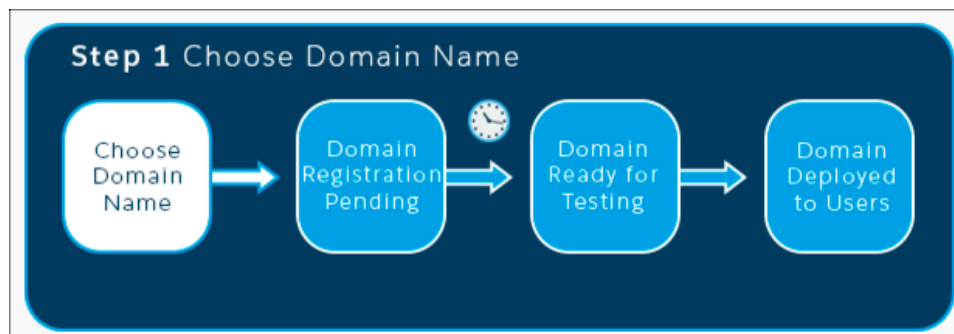 Step 1 Choose Domain Name
Choose
Domain
Name
Domain
Registration
Pending
Domain
Ready for
Testing
Domain
Deployed
to Users